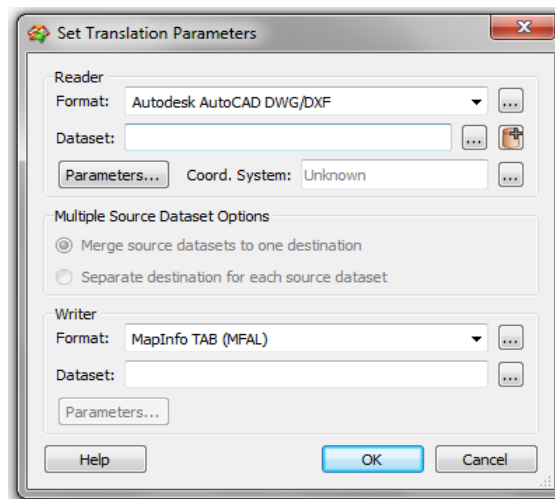 Set Translation Parameters
Reader
Format: Autodesk AutoCAD DWG/DXF ...
Dataset: ...
Parameters... Coord. System: Unknown ...
Multiple Source Dataset Options
Merge source datasets to one destination
Separate destination for each source dataset
Writer
Format: MapInfo TAB (MFAL) ...
Dataset: ...
Parameters...
Help OK Cancel